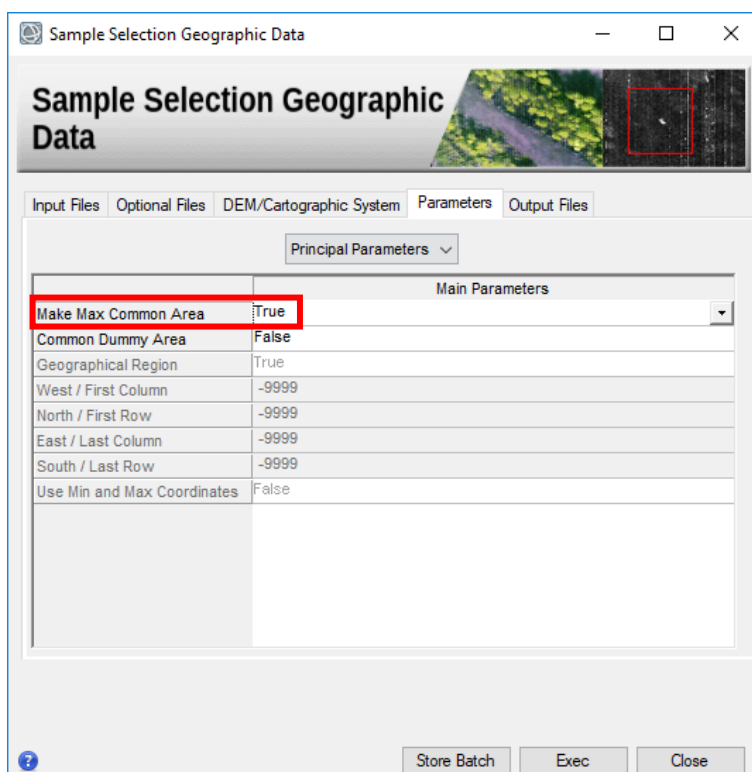 Sample Selection Geographic Data
Sample Selection Geographic
Data
Input Files Optional Files DEM/Cartographic System Parameters Output Files
Principal Parameters
Main Parameters
Make Max Common Area True
Common Dummy Area False
Geographical Region True
West / First Column -9999
North / First Row -9999
East / Last Column -9999
South / Last Row -9999
Use Min and Max Coordinates False
? Store Batch Exec Close